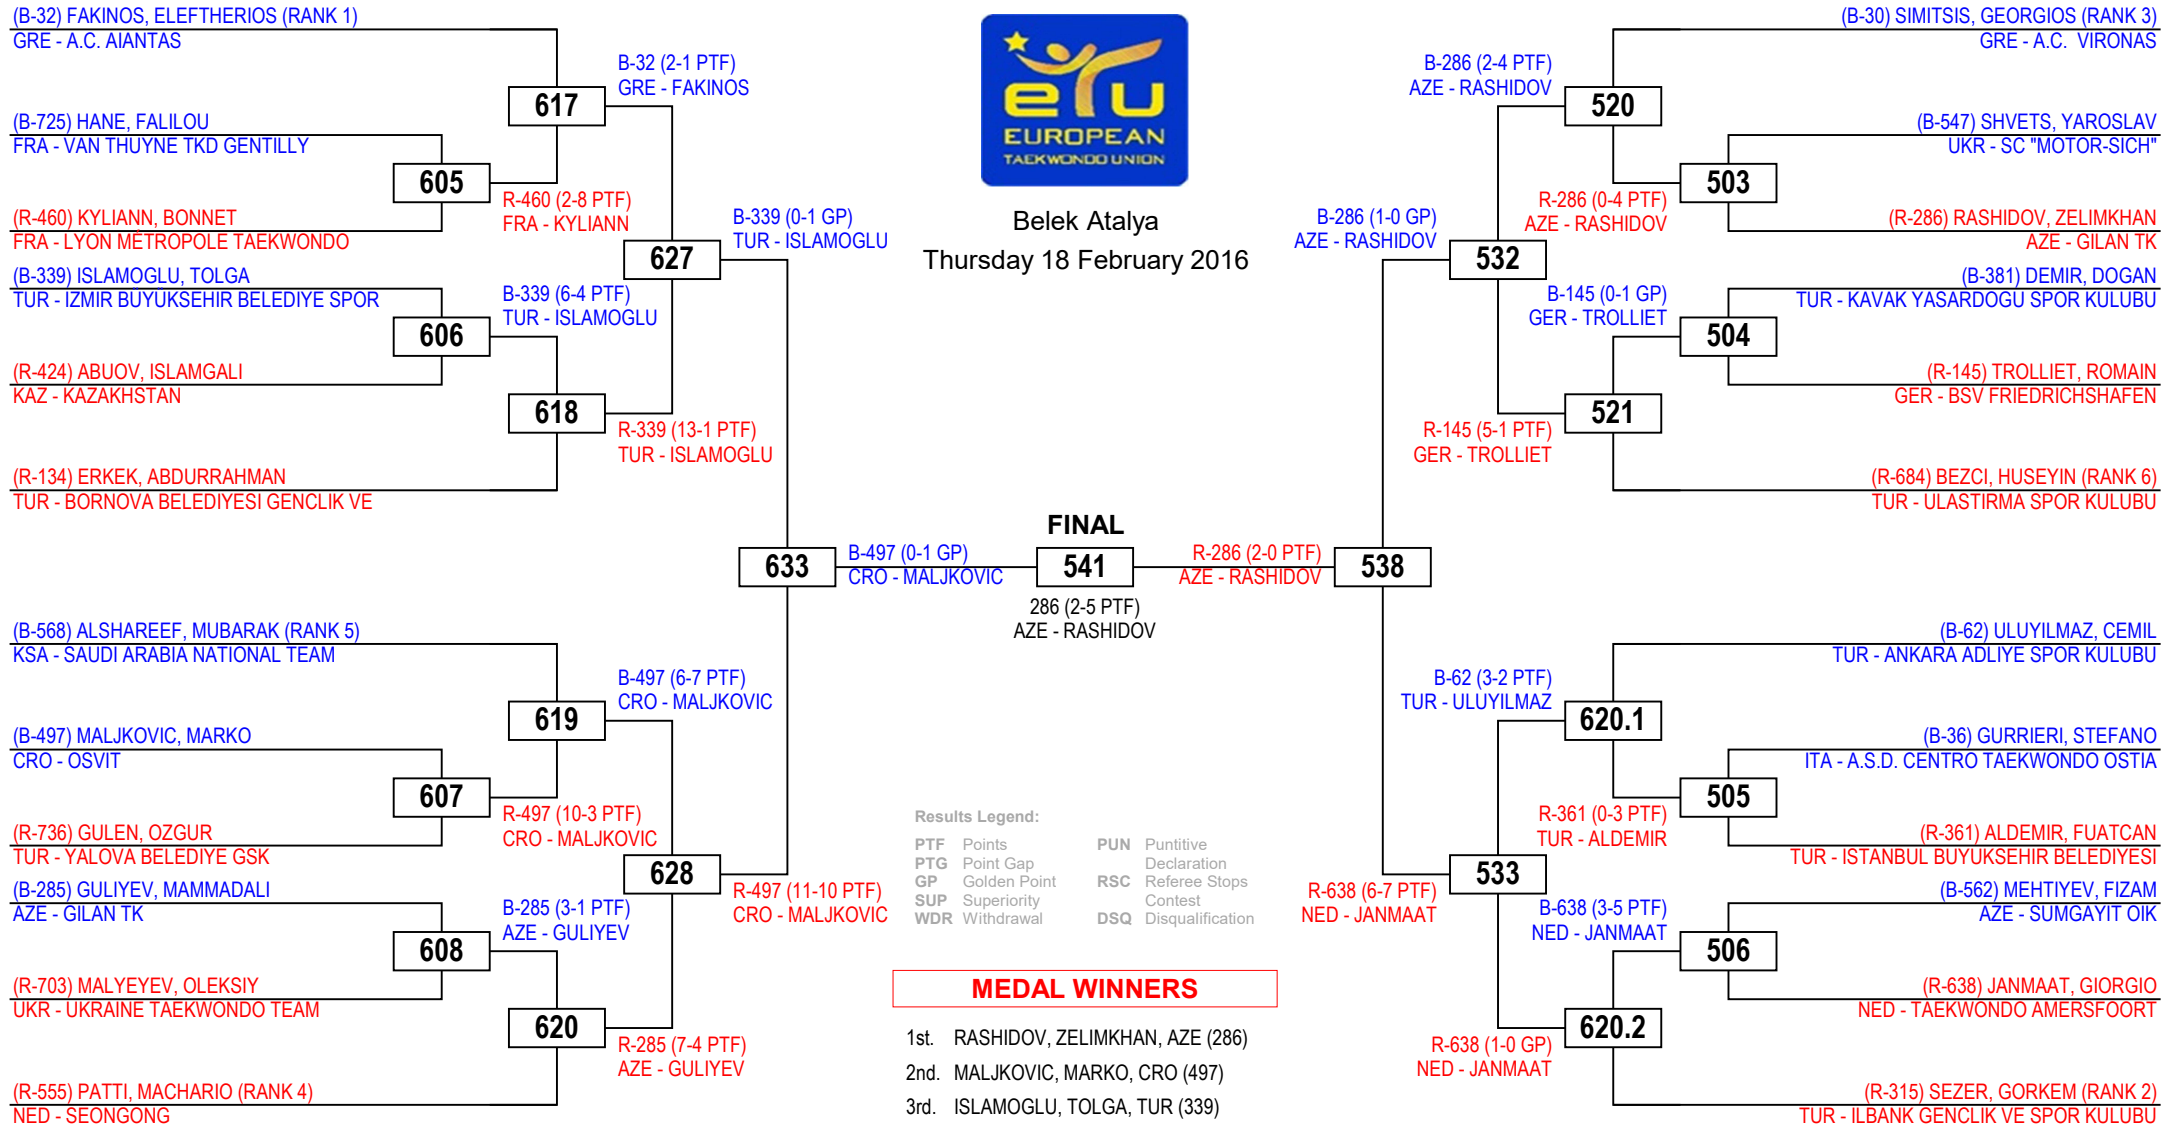 (B-32) FAKINOS, ELEFTHERIOS (RANK 1)
GRE - A.C. AIANTAS
(B-725) HANE, FALILOU
FRA - VAN THUYNE TKD GENTILLY
(R-460) KYLIANN, BONNET
FRA - LYON MÉTROPOLE TAEKWONDO
(B-339) ISLAMOGLU, TOLGA
TUR - IZMIR BÜYÜKSEHIR BELEDIYE SPOR
(R-424) ABUOV, ISLAMGALI
KAZ - KAZAKHSTAN
(R-134) ERKEK, ABDURRAHMAN
TUR - BORNOVA BELEDIYESI GENCLIK VE
(B-568) ALSHAREEF, MUBARAK (RANK 5)
KSA - SAUDI ARABIA NATIONAL TEAM
(B-497) MALJKOVIC, MARKO
CRO - OSVIT
(R-736) GULEN, OZGUR
TUR - YALOVA BELEDIYE GSK
(B-285) GULIYEV, MAMMADALI
AZE - GILAN TK
(R-703) MALYEYEV, OLEKSIY
UKR - UKRAINE TAEKWONDO TEAM
(R-555) PATTI, MACHARIO (RANK 4)
NED - SEONGONG
605
R-460 (2-8 PTF)
FRA - KYLIANN
606
B-339 (6-4 PTF)
TUR - ISLAMOGLU
607
R-497 (10-3 PTF)
CRO - MALJKOVIC
608
B-285 (3-1 PTF)
AZE - GULIYEV
617
B-32 (2-1 PTF)
GRE - FAKINOS
618
R-339 (13-1 PTF)
TUR - ISLAMOGLU
619
B-497 (6-7 PTF)
CRO - MALJKOVIC
620
R-285 (7-4 PTF)
AZE - GULIYEV
627
B-339 (0-1 GP)
TUR - ISLAMOGLU
628
R-497 (11-10 PTF)
CRO - MALJKOVIC
633
B-497 (0-1 GP)
CRO - MALJKOVIC
eTU
EUROPEAN
TAEKWONDO UNION
Belek Atalya
Thursday 18 February 2016
FINAL
541
286 (2-5 PTF)
AZE - RASHIDOV
Results Legend:
PTF Points
PTG Point Gap
GP Golden Point
SUP Superiority
WDR Withdrawal
PUN Puntitive
Declaration
RSC Referee Stops
Contest
DSQ Disqualification
MEDAL WINNERS
1st. RASHIDOV, ZELIMKHAN, AZE (286)
2nd. MALJKOVIC, MARKO, CRO (497)
3rd. ISLAMOGLU, TOLGA, TUR (339)
R-286 (2-0 PTF)
AZE - RASHIDOV
538
B-286 (1-0 GP)
AZE - RASHIDOV
532
R-638 (6-7 PTF)
NED - JANMAAT
533
B-286 (2-4 PTF)
AZE - RASHIDOV
520
R-145 (5-1 PTF)
GER - TROLLIET
521
B-62 (3-2 PTF)
TUR - ULUYILMAZ
620.1
R-638 (1-0 GP)
NED - JANMAAT
620.2
R-286 (0-4 PTF)
AZE - RASHIDOV
503
B-145 (0-1 GP)
GER - TROLLIET
504
R-361 (0-3 PTF)
TUR - ALDEMIR
505
B-638 (3-5 PTF)
NED - JANMAAT
506
(B-30) SIMITSIS, GEORGIOS (RANK 3)
GRE - A.C. VIRONAS
(B-547) SHVETS, YAROSLAV
UKR - SC "MOTOR-SICH"
(R-286) RASHIDOV, ZELIMKHAN
AZE - GILAN TK
(B-381) DEMIR, DOGAN
TUR - KAVAK YASARDOGU SPOR KULUBU
(R-145) TROLLIET, ROMAIN
GER - BSV FRIEDRICHSHAFEN
(R-684) BEZCI, HUSEYIN (RANK 6)
TUR - ULASTIRMA SPOR KULUBU
(B-62) ULUYILMAZ, CEMIL
TUR - ANKARA ADLIYE SPOR KULUBU
(B-36) GURRIERI, STEFANO
ITA - A.S.D. CENTRO TAEKWONDO OSTIA
(R-361) ALDEMIR, FUATCAN
TUR - ISTANBUL BUYUKSEHIR BELEDIYESI
(B-562) MEHTIYEV, FIZAM
AZE - SUMGAYIT OIK
(R-638) JANMAAT, GIORGIO
NED - TAEKWONDO AMERSFOORT
(R-315) SEZER, GORKEM (RANK 2)
TUR - ILBANK GENCLIK VE SPOR KULUBU